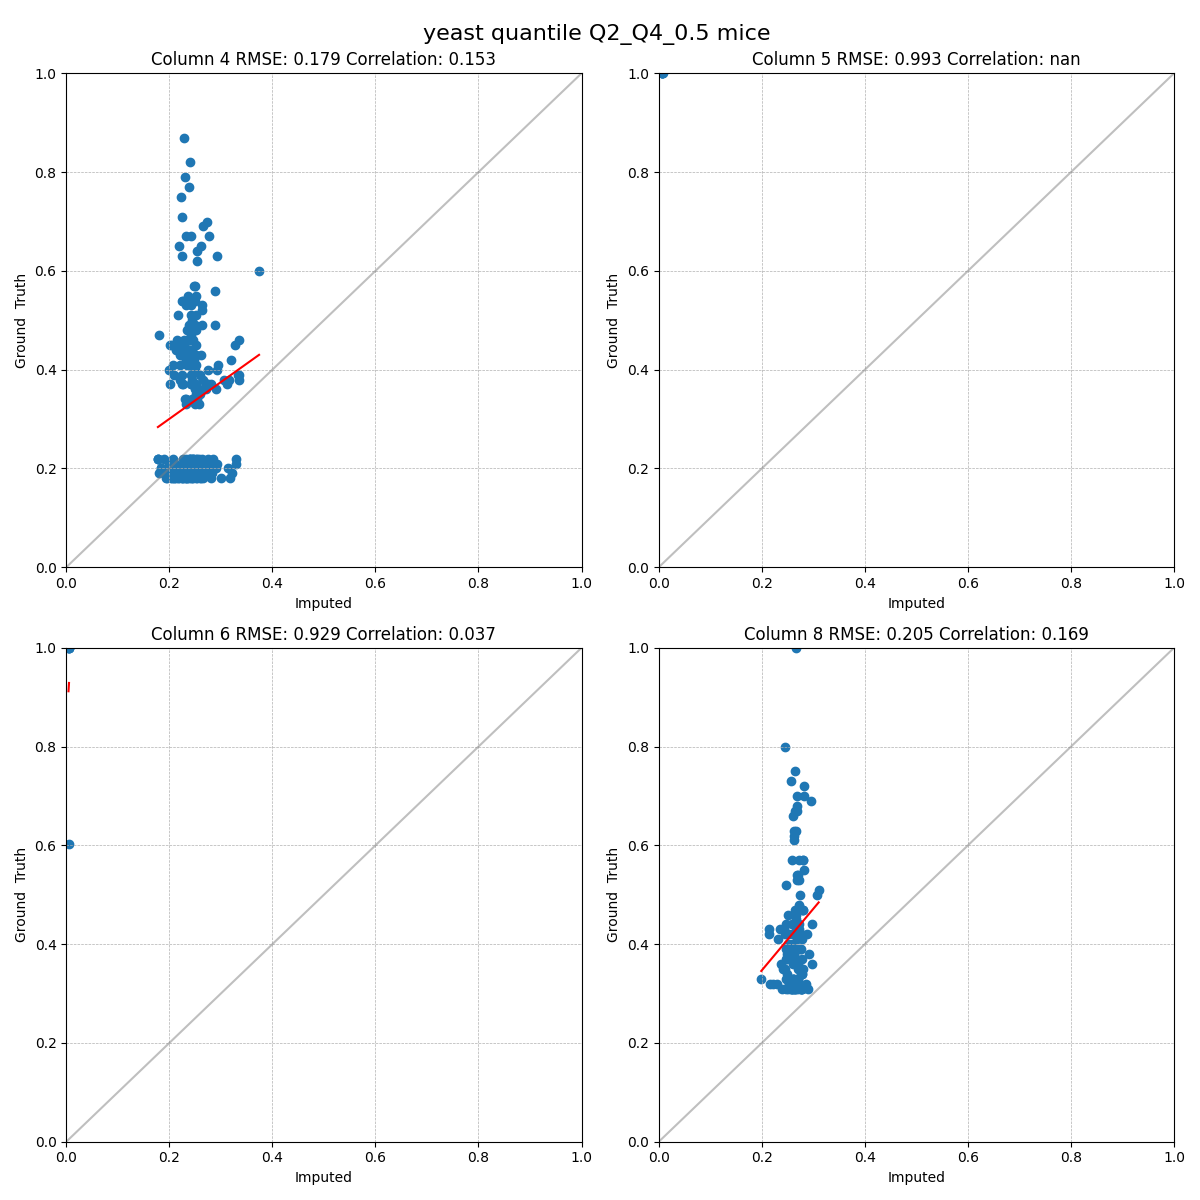 yeast quantile Q2_Q4_0.5 mice
Column 4 RMSE: 0.179 Correlation: 0.153
1.0
0.8
0.6
0.4
0.2
0.0
Ground Truth
0.0 0.2 0.4 0.6 0.8 1.0
Imputed
Column 5 RMSE: 0.993 Correlation: nan
1.0
0.8
0.6
0.4
0.2
0.0
Ground Truth
0.0 0.2 0.4 0.6 0.8 1.0
Imputed
Column 6 RMSE: 0.929 Correlation: 0.037
1.0
0.8
0.6
0.4
0.2
0.0
Ground Truth
0.0 0.2 0.4 0.6 0.8 1.0
Imputed
Column 8 RMSE: 0.205 Correlation: 0.169
1.0
0.8
0.6
0.4
0.2
0.0
Ground Truth
0.0 0.2 0.4 0.6 0.8 1.0
Imputed